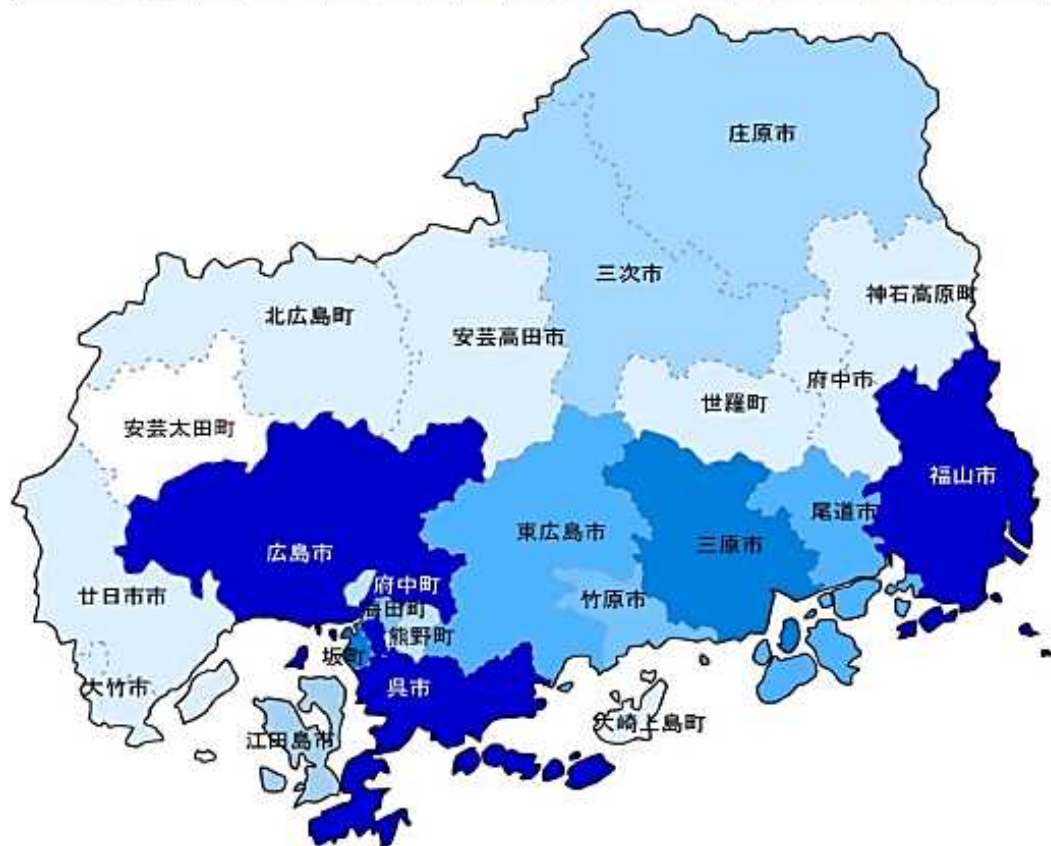 庄原市
三次市
神石高原町
北広島町
安芸高田市
府中市
世羅町
安芸太田町
福山市
尾道市
東広島市
三原市
広島市
府中町
海田町
廿日市市
竹原市
熊野町
坂町
呉市
大竹市
江田島市
大崎上島町